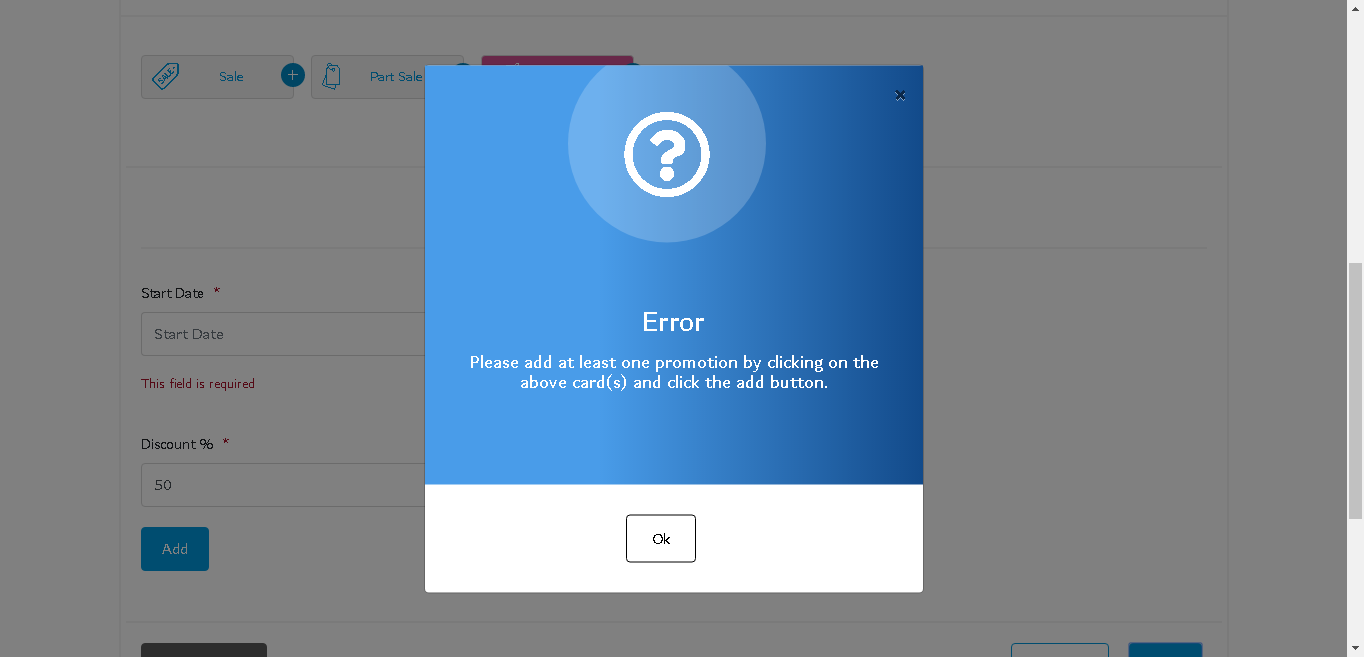 SALE
Sale
Part Sale
Error
Please add at least one promotion by clicking on the
above card(s) and click the add button.
Ok
Start Date *
Start Date
This field is required
Discount % *
50
Add